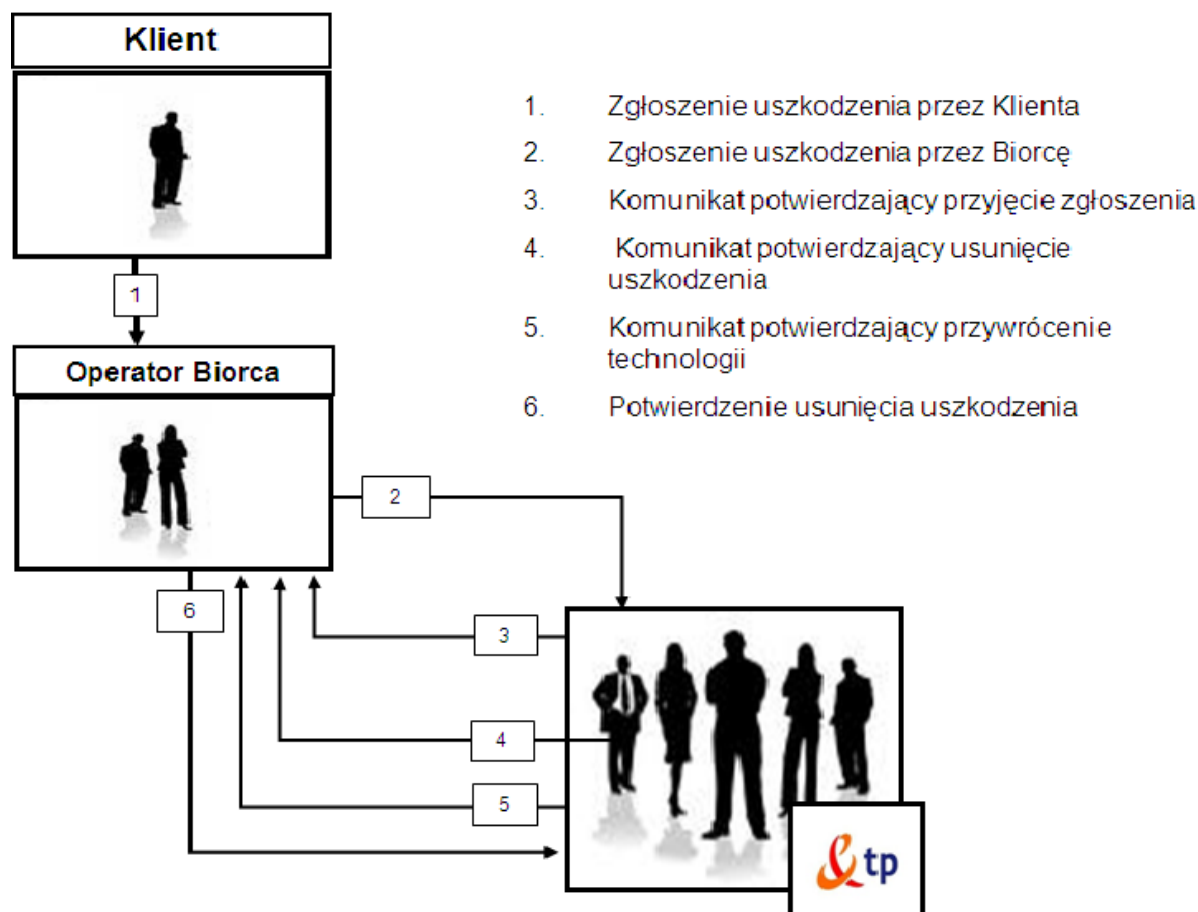 Klient
1
Operator Biorca
2
6
3
4
5
tp
1. Zgłoszenie uszkodzenia przez Klienta
2. Zgłoszenie uszkodzenia przez Biorcę
3. Komunikat potwierdzający przyjęcie zgłoszenia
4. Komunikat potwierdzający usunięcie
uszkodzenia
5. Komunikat potwierdzający przywrócenie
technologii
6. Potwierdzenie usunięcia uszkodzenia